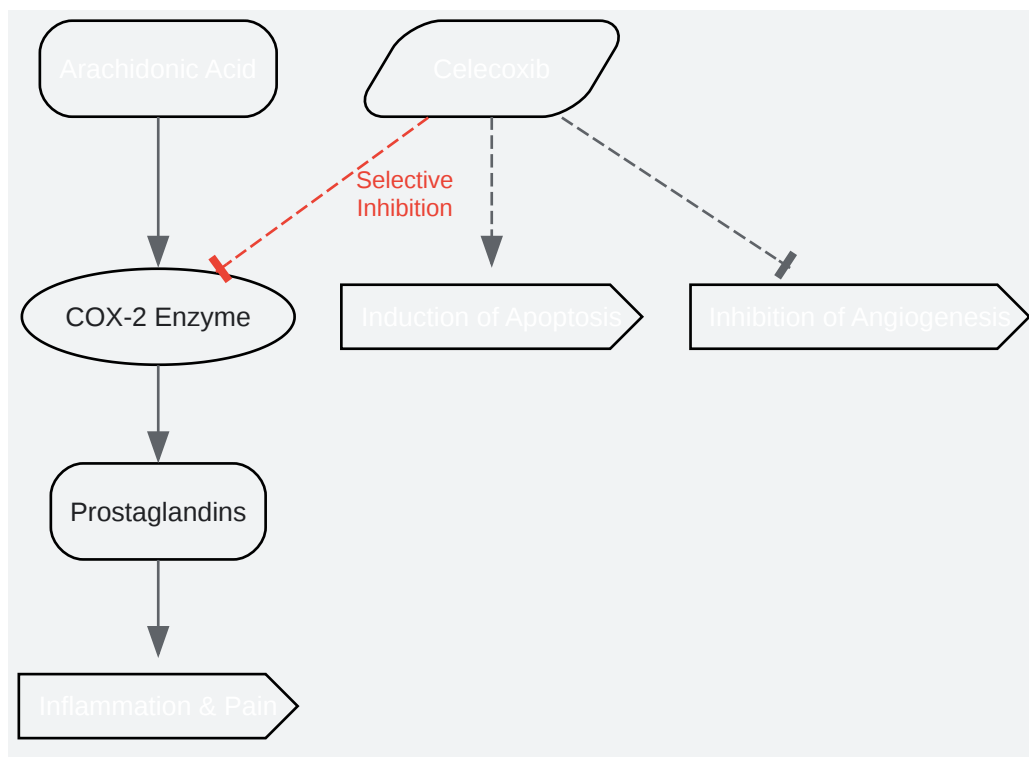 Arachidonic Acid
Celecoxib
Selective
Inhibition
COX-2 Enzyme
Induction of Apoptosis
Inhibition of Angiogenesis
Prostaglandins
Inflammation & Pain